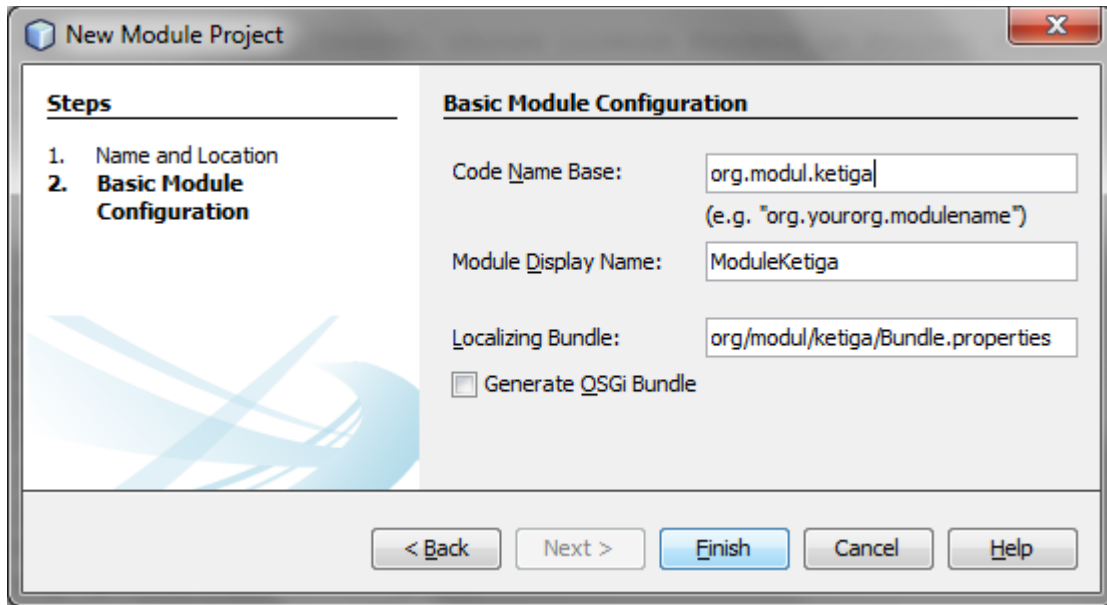 New Module Project
Steps
1. Name and Location
2. Basic Module
Configuration
Basic Module Configuration
Code Name Base: org.modul.ketiga
(e.g. "org.yourorg.modulename")
Module Display Name: ModuleKetiga
Localizing Bundle: org/modul/ketiga/Bundle.properties
Generate OSGi Bundle
< Back Next > Finish Cancel Help